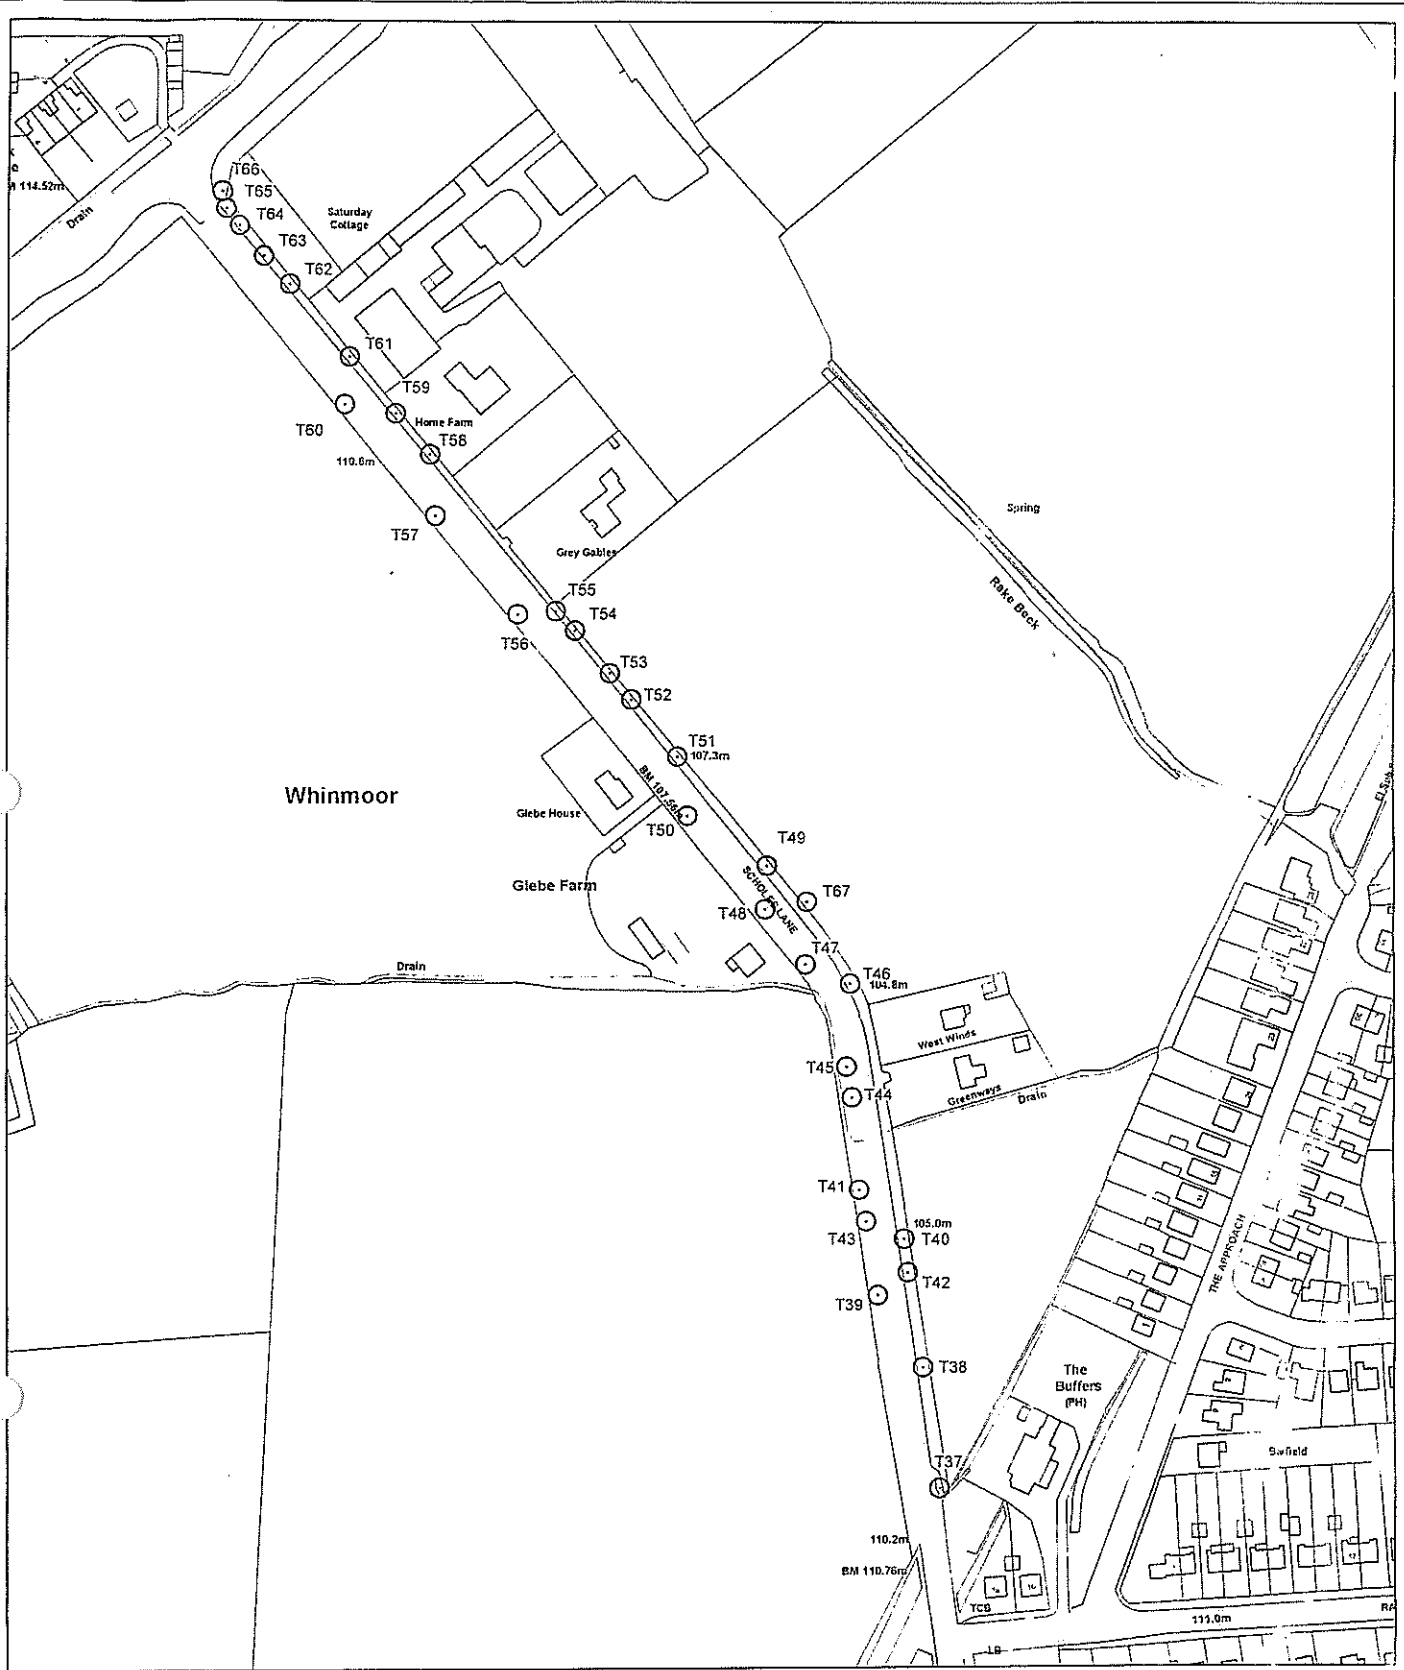 T66
114.52m
T65
Drain
T64
Saturday
Cottage
T63
T62
T61
T59
T60
Home Farm
T58
110.6m
T57
Spring
Grey Gables
Rake Beck
T55
T54
T56
T53
T52
T51
107.3m
BM 107.56m
Whinmoor
Glebe House
T50
T49
SCHOLES LANE
Glebe Farm
T67
T48
T47
Drain
T46
104.8m
West Winds
T45
Greenways
Drain
T44
T41
105.0m
T43
T40
THE APPROACH
T42
T39
T38
The
Buffers
(PH)
T37
110.2m
BM 110.76m
TCB
111.0m
LB